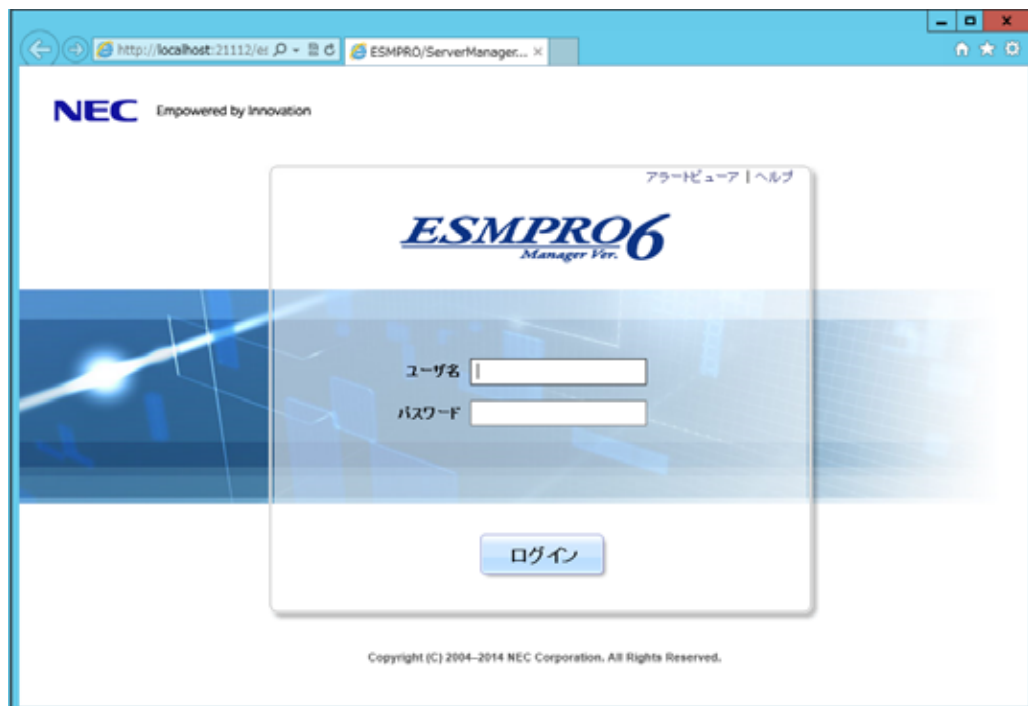 http://localhost:21112/es
ESMPRO/ServerManager...
NEC Empowered by Innovation
アラートビューア | ヘルプ
ESMPRO6
Manager Ver.
ユーザ名
パスワード
ログイン
Copyright (C) 2004-2014 NEC Corporation. All Rights Reserved.